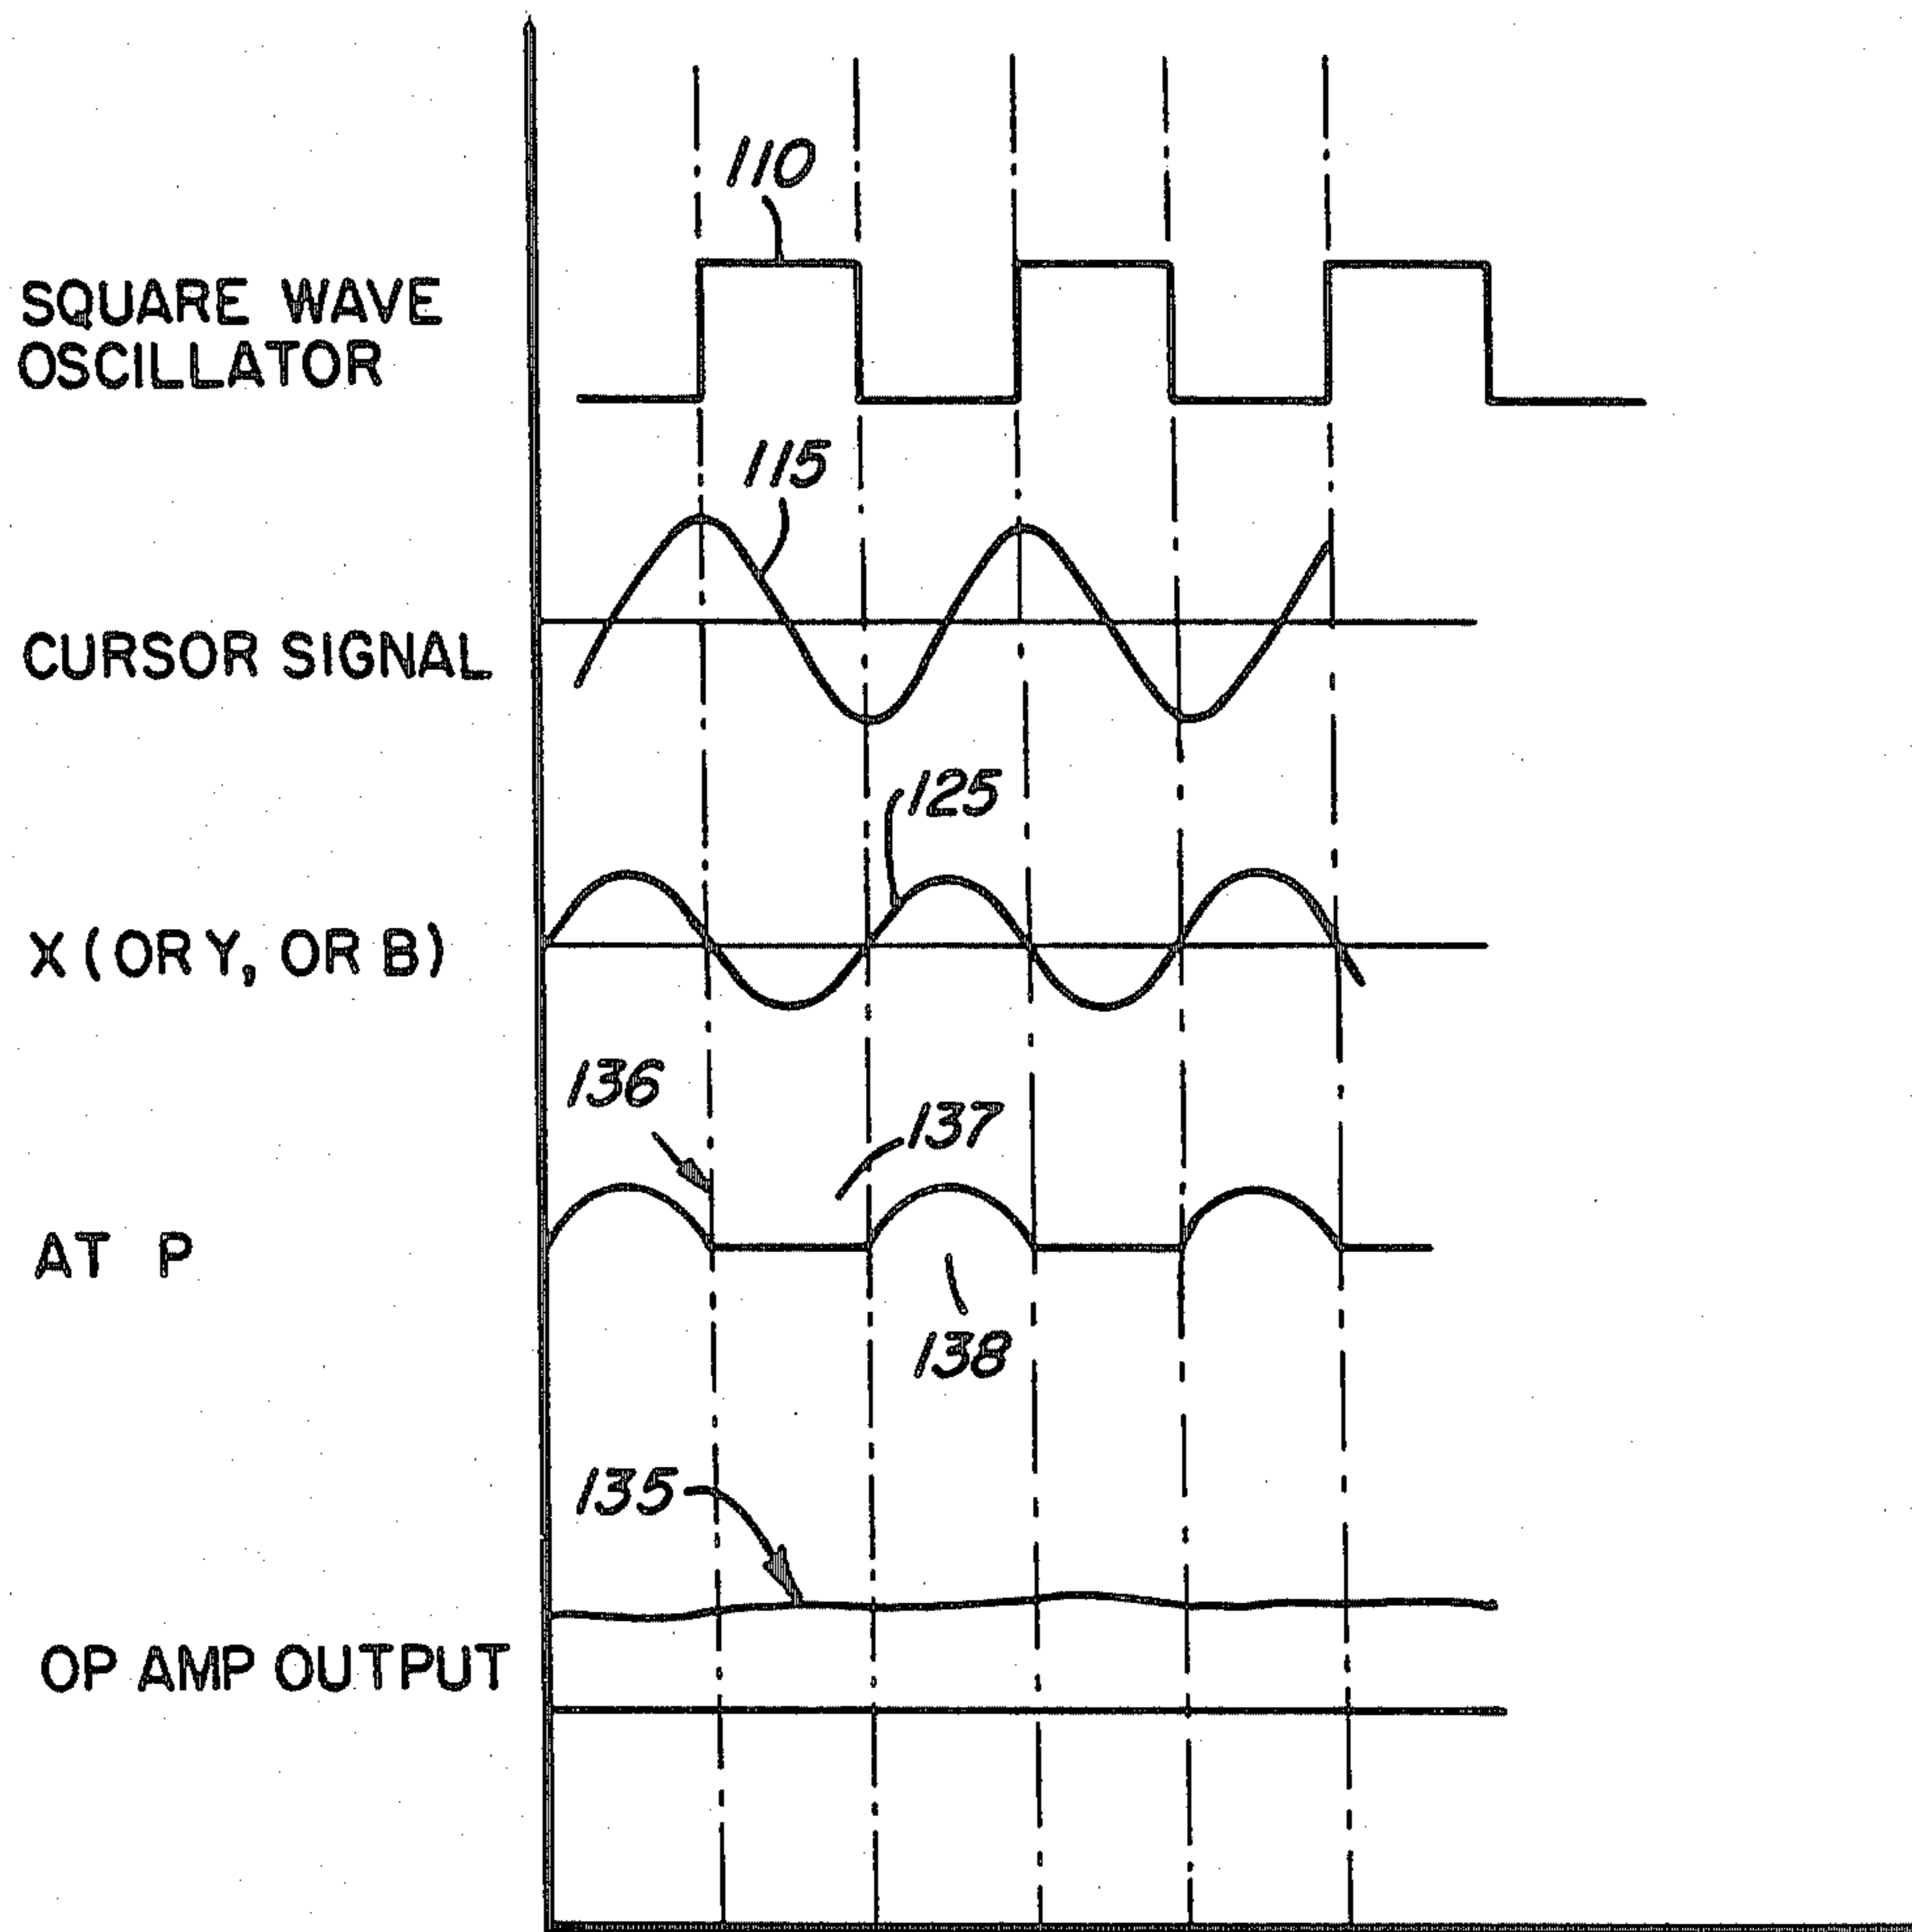 110
SQUARE WAVE
OSCILLATOR
115
CURSOR SIGNAL
125
X (OR Y, OR B)
136
137
AT P
138
135
OP AMP OUTPUT